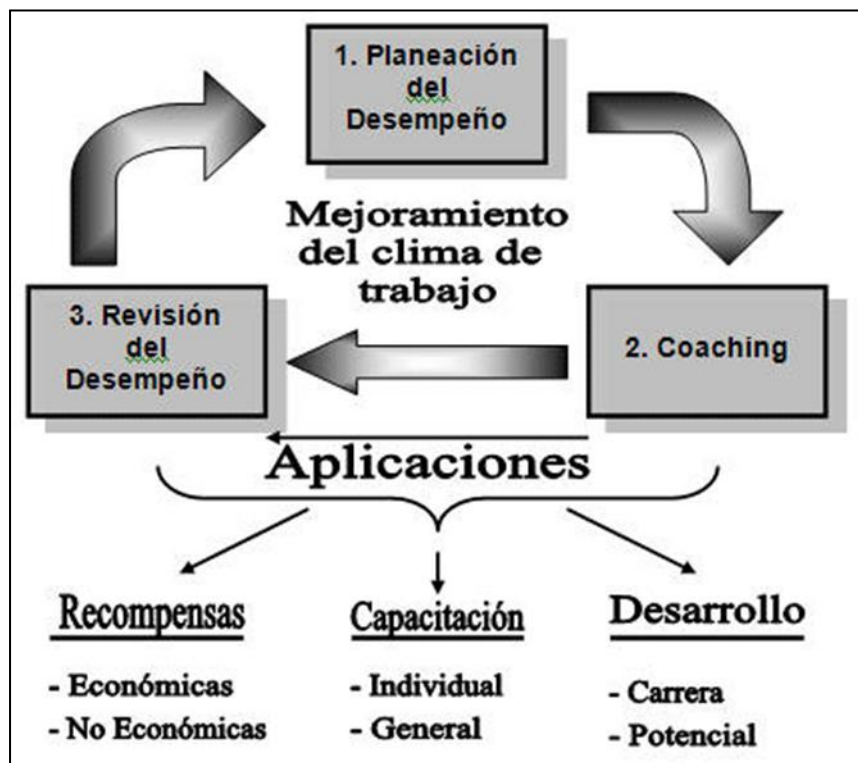 1. Planeación
del
Desempeño
Mejoramiento
del clima de
trabajo
3. Revisión
del
Desempeño
2. Coaching
Aplicaciones
Recompensas
- Económicas
- No Económicas
Capacitación
- Individual
- General
Desarrollo
- Carrera
- Potencial